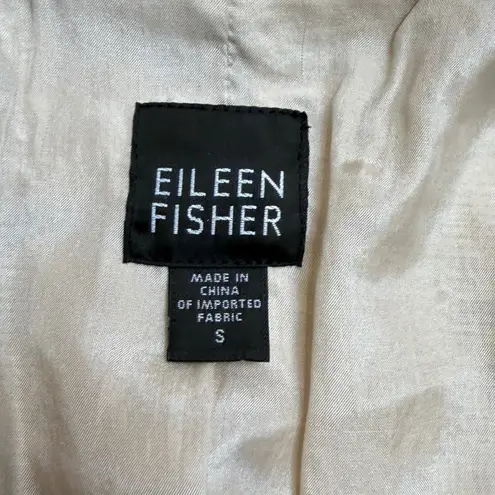 EILEEN
FISHER
MADE IN
CHINA
OF IMPORTED
FABRIC
S